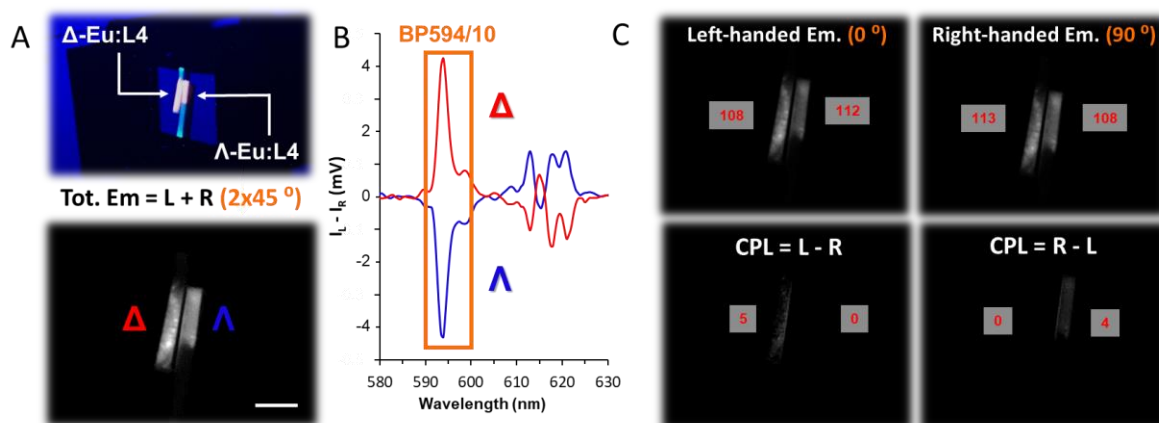 A
Δ-Eu:L4
Λ-Eu:L4
Tot. Em = L + R (2x45 º)
Δ
Λ
B
BP594/10
Δ
Λ
4
2
0
-2
-4
I_L - I_R (mV)
580
590
600
610
620
630
Wavelength (nm)
C
Left-handed Em. (0 º)
108
112
Right-handed Em. (90 º)
113
108
CPL = L - R
5
0
CPL = R - L
0
4